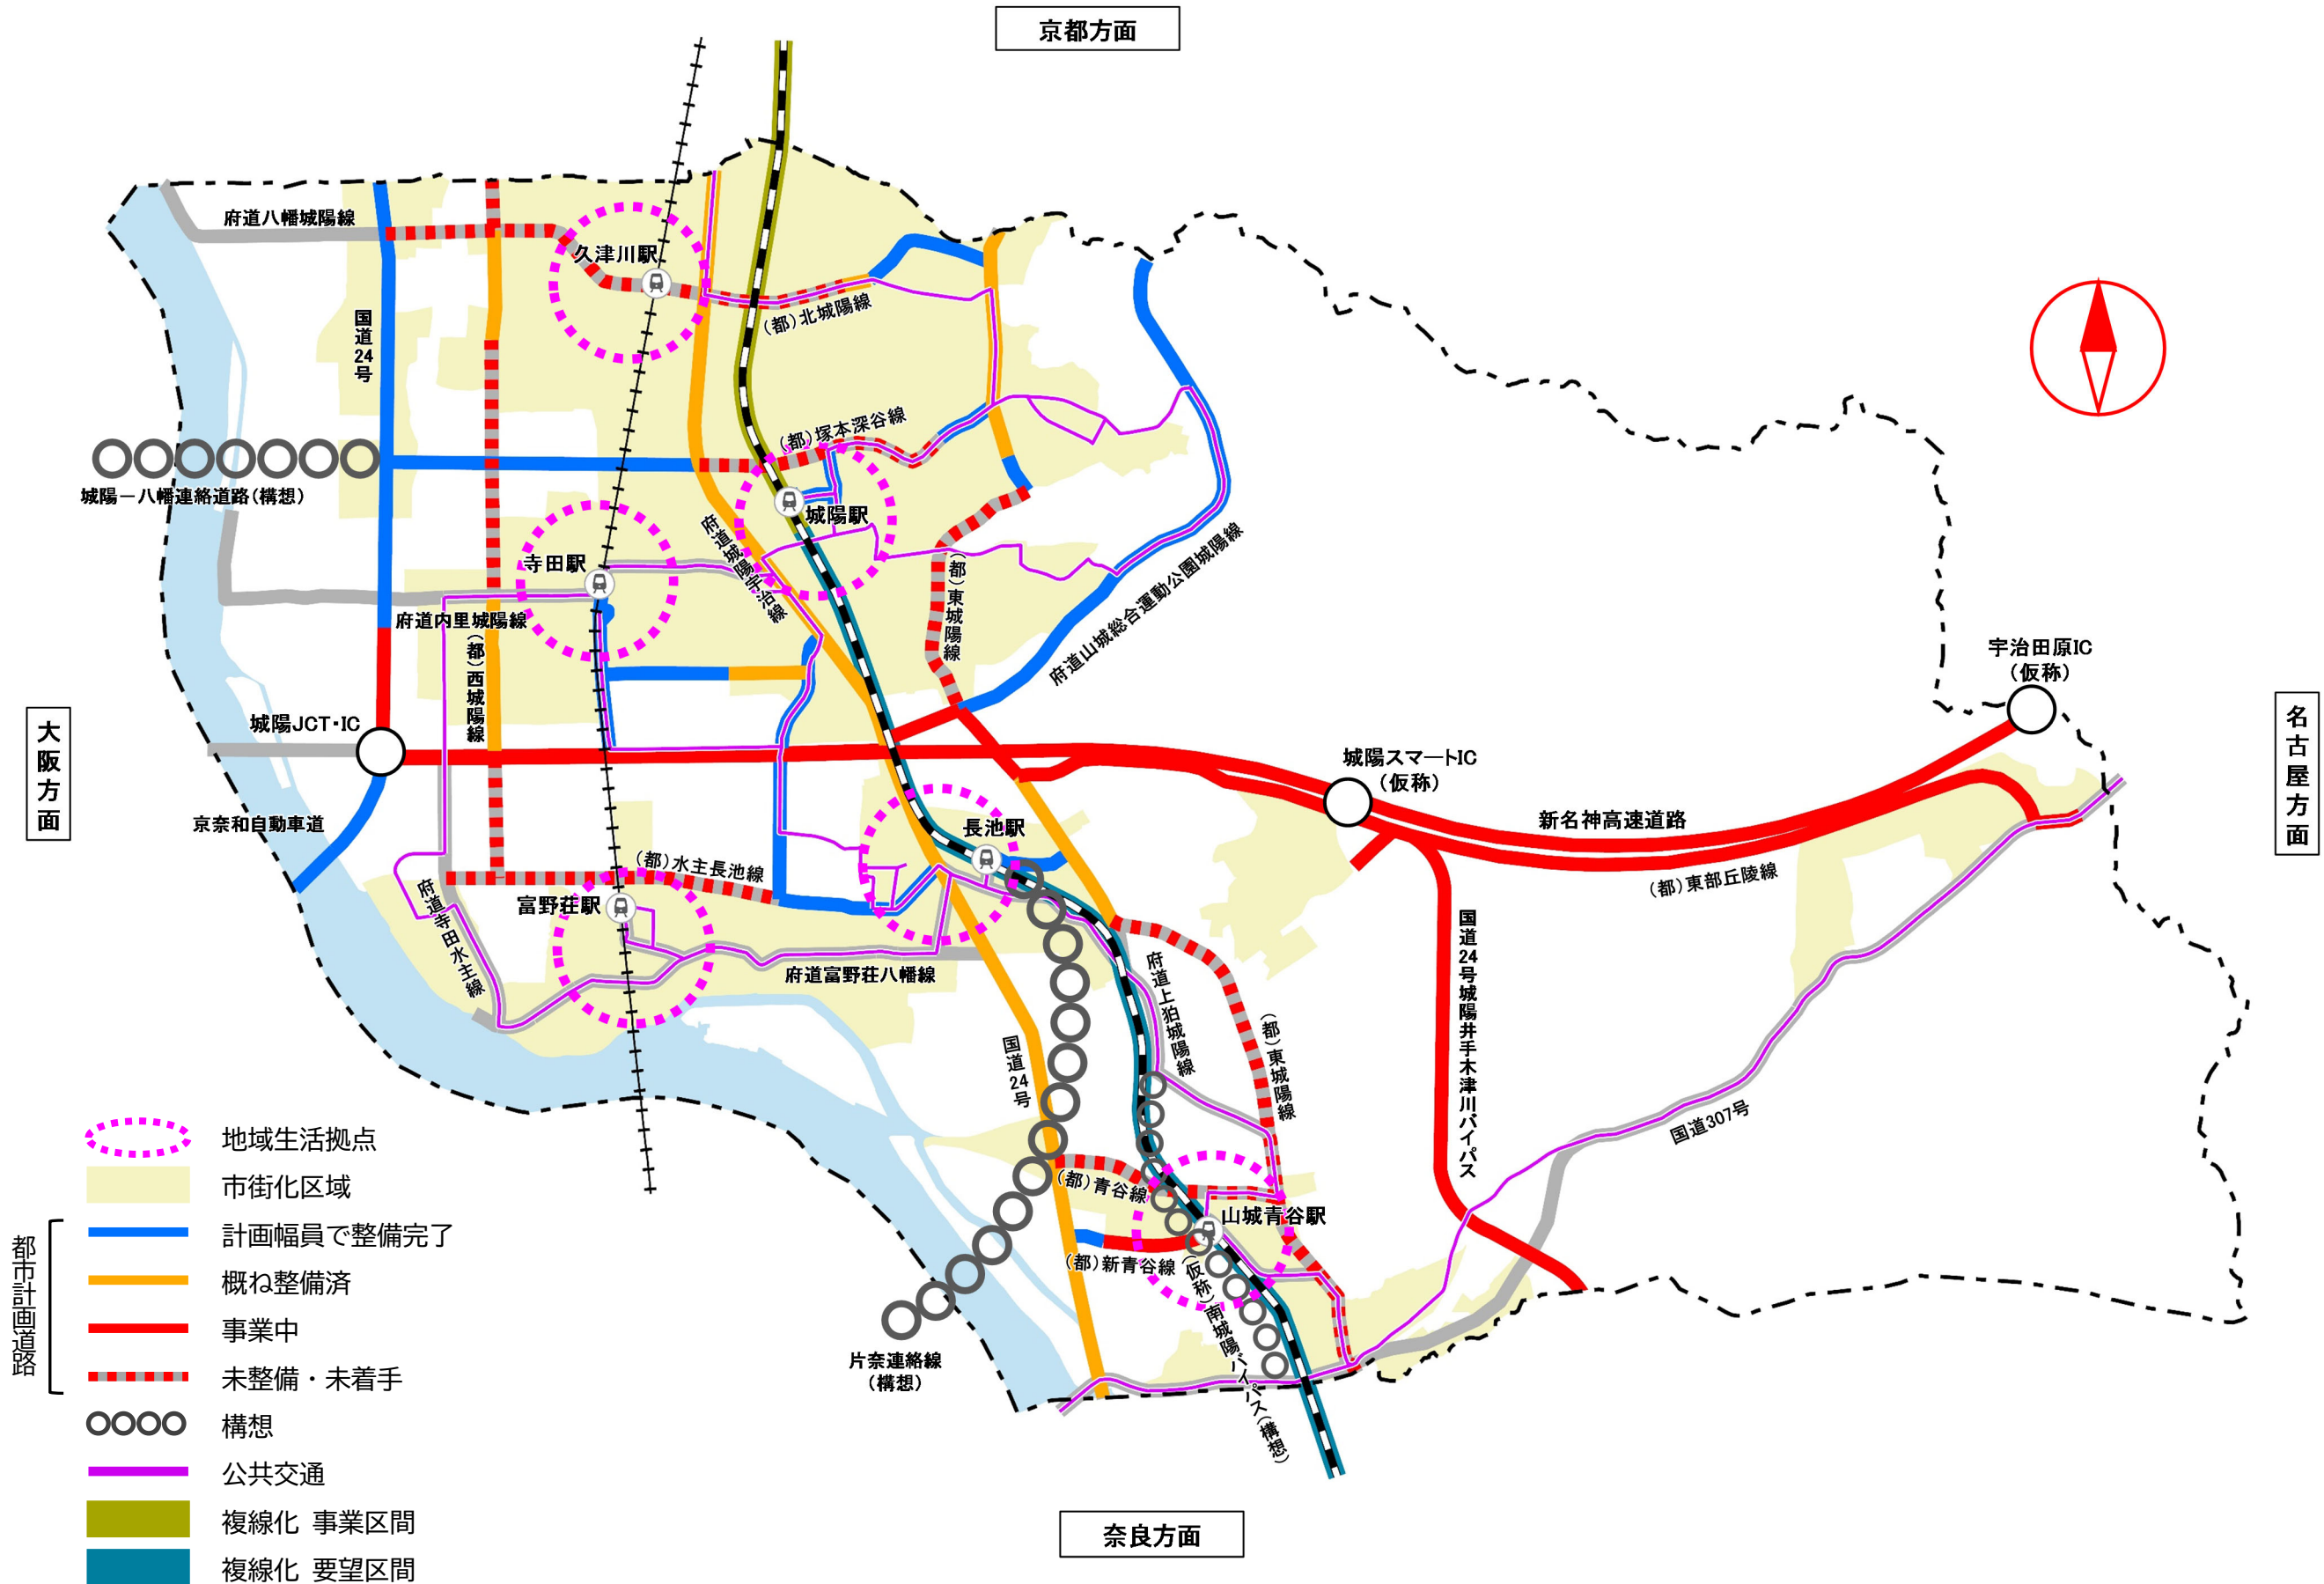 京都方面
府道八幡城陽線
久津川駅
国道24号
(都)北城陽線
(都)塚本深谷線
城陽－八幡連絡道路(構想)
城陽駅
府道城陽宇治線
寺田駅
(都)東城陽線
府道山城総合運動公園城陽線
府道内里城陽線
(都)西城陽線
宇治田原IC
(仮称)
大阪方面
城陽JCT・IC
城陽スマートIC
(仮称)
名古屋方面
京奈和自動車道
長池駅
新名神高速道路
(都)水主長池線
(都)東部丘陵線
府道寺田水主線
富野荘駅
国道24号城陽井手木津川バイパス
府道富野荘八幡線
府道上狛城陽線
(都)東城陽線
国道24号
国道307号
(都)青谷線
山城青谷駅
(都)新青谷線
(仮称)南城陽バイパス(構想)
片奈連絡線
(構想)
奈良方面
地域生活拠点
市街化区域
都市計画道路
計画幅員で整備完了
概ね整備済
事業中
未整備・未着手
構想
公共交通
複線化 事業区間
複線化 要望区間